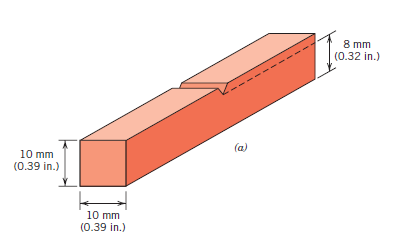 8 mm
(0.32 in.)
(a)
10 mm
(0.39 in.)
10 mm
(0.39 in.)